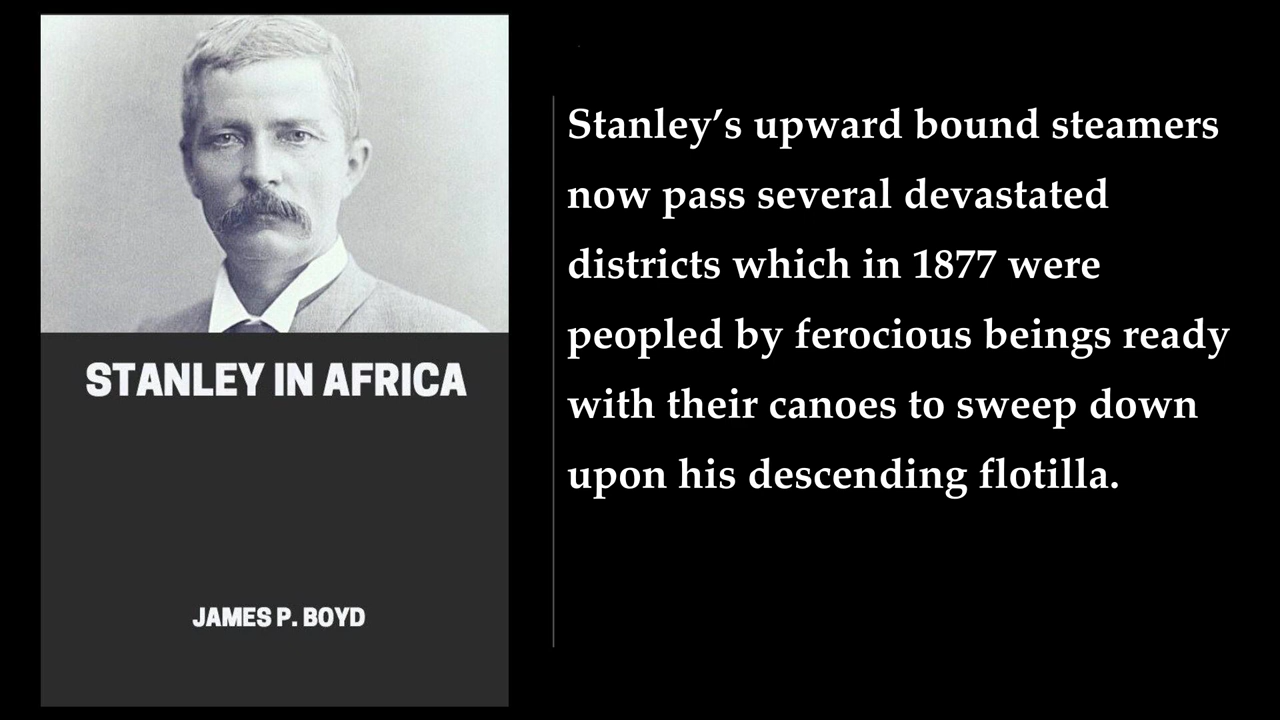 STANLEY IN AFRICA
JAMES P. BOYD
Stanley’s upward bound steamers
now pass several devastated
districts which in 1877 were
peopled by ferocious beings ready
with their canoes to sweep down
upon his descending flotilla.